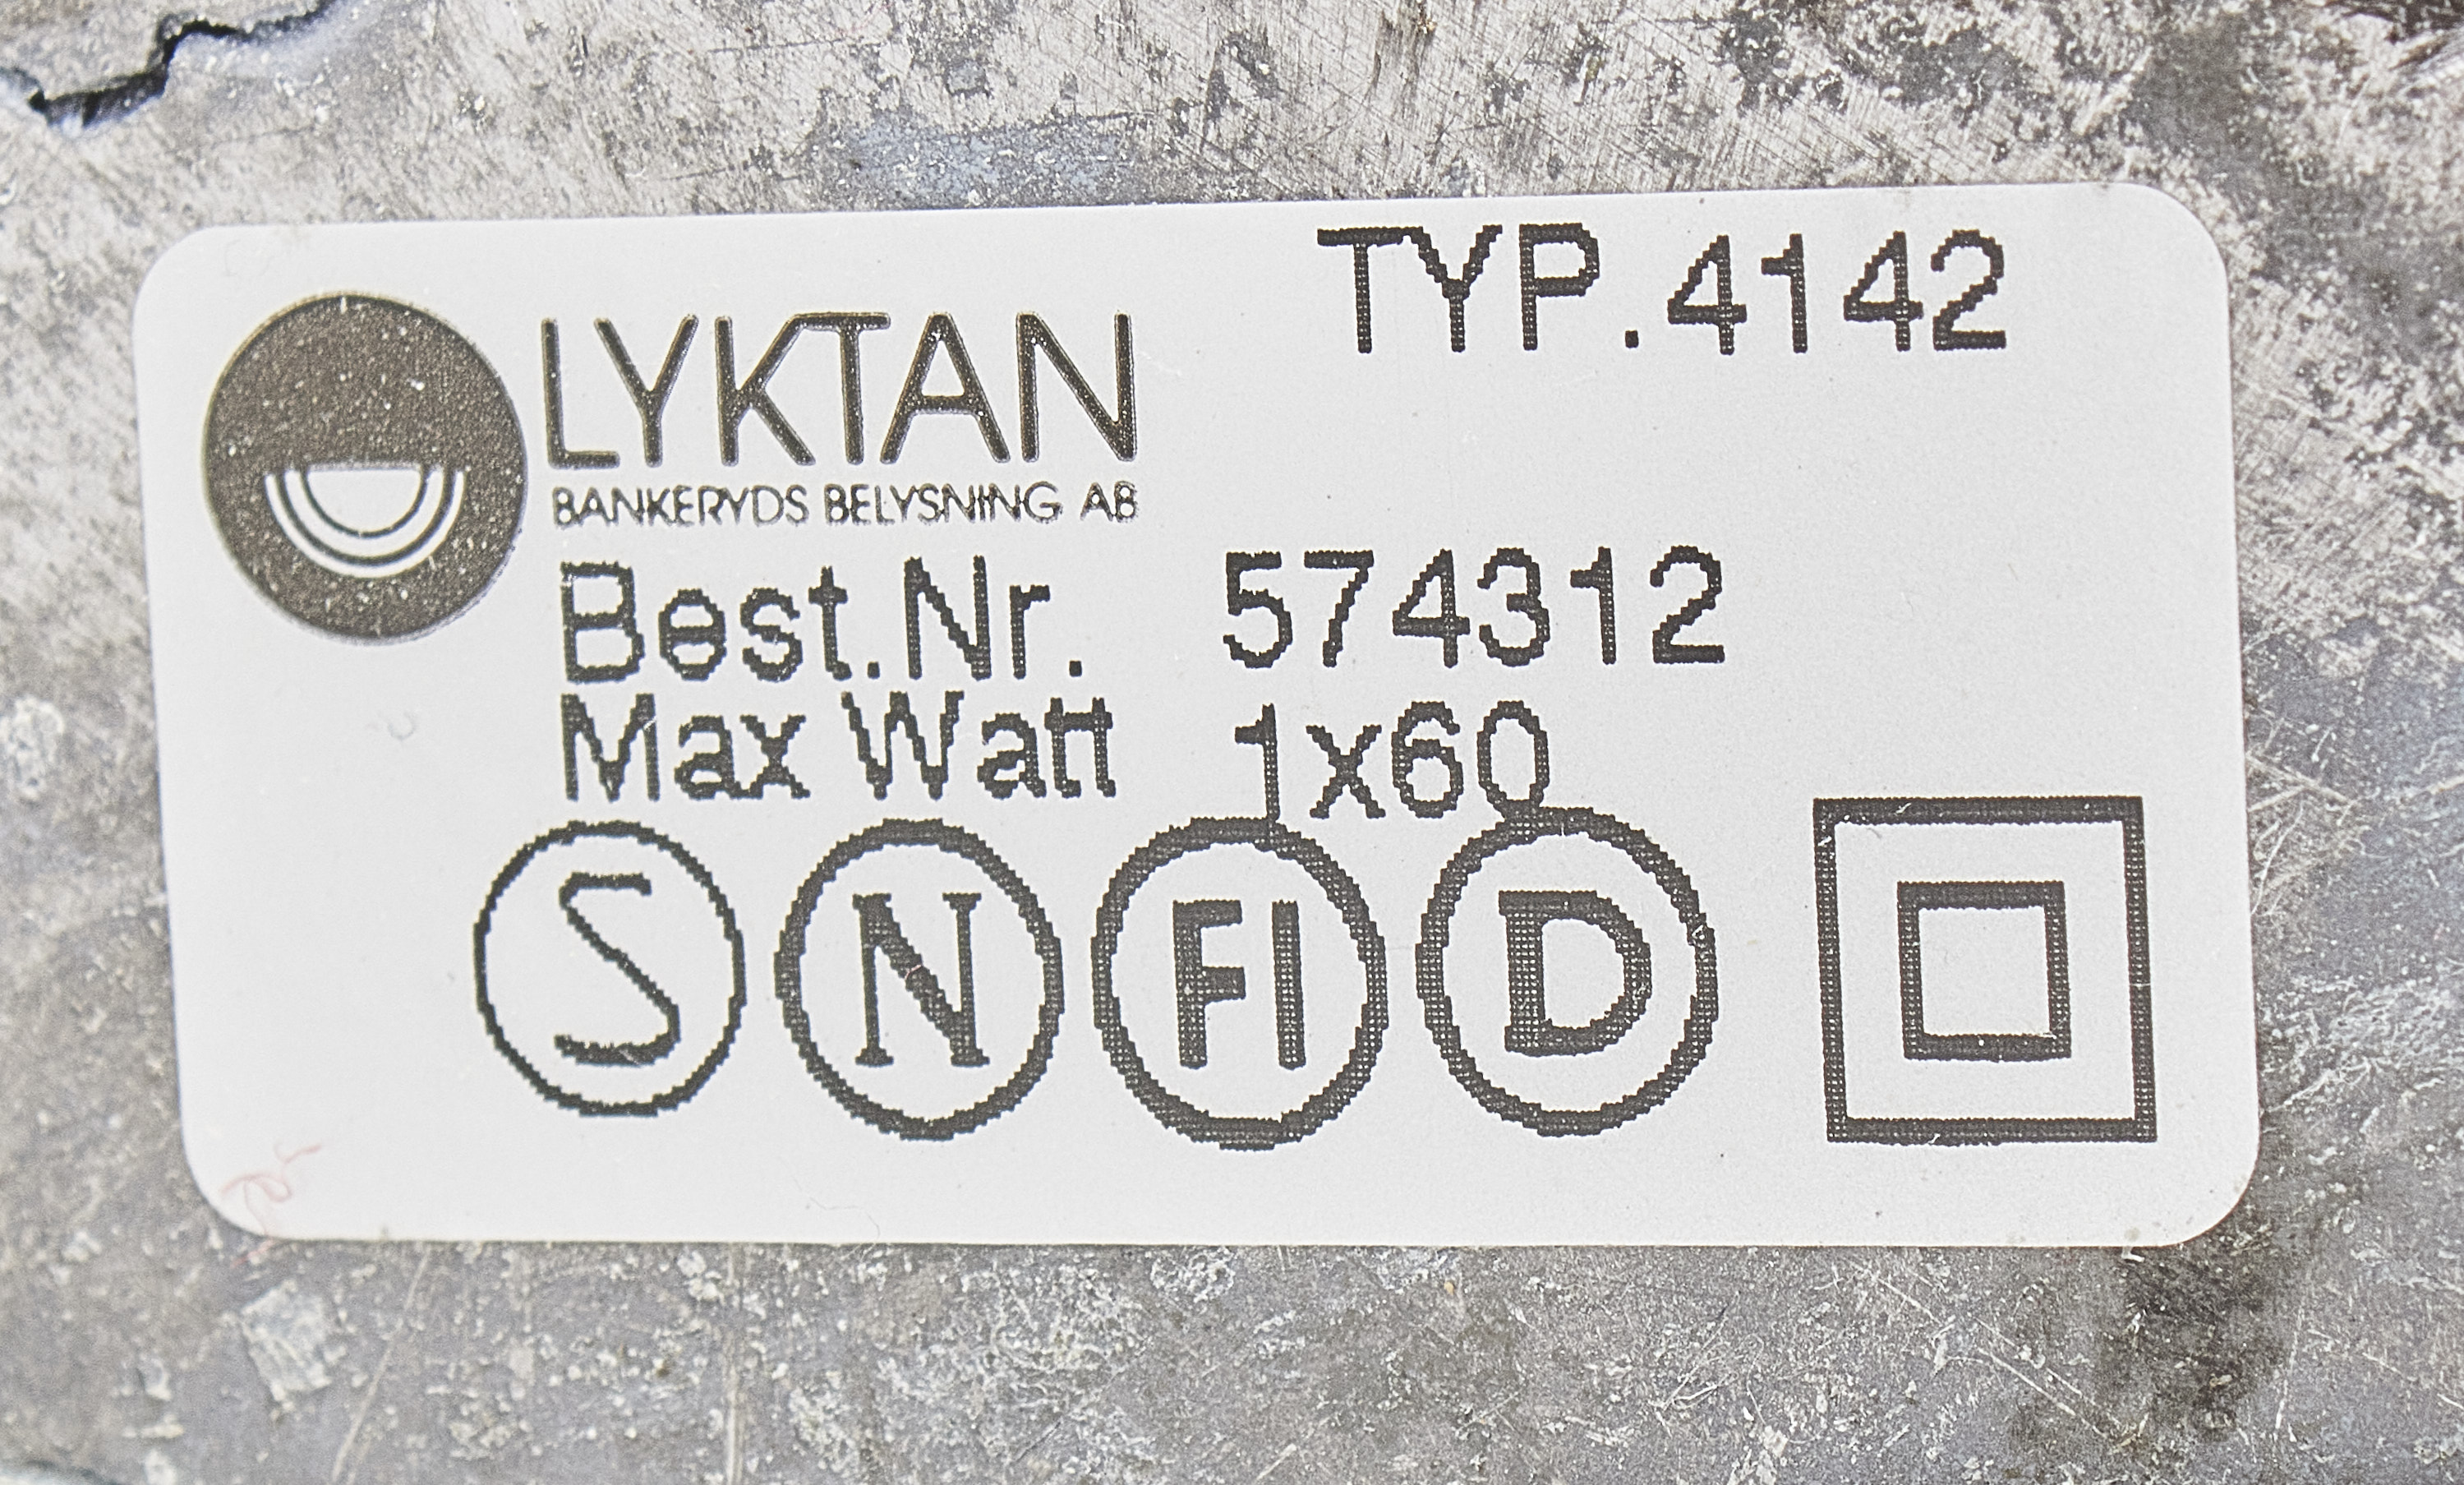 TYP.4142
LYKTAN
BANKERYDS BELYSNING AB
Best.Nr. 574312
Max Watt 1x60
S N FI D